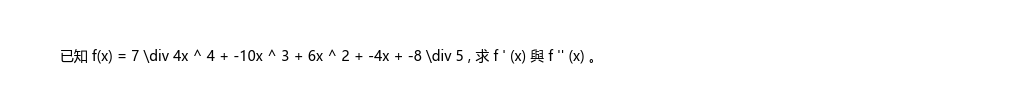 已知 f(x) = 7 \div 4x ^ 4 + -10x ^ 3 + 6x ^ 2 + -4x + -8 \div 5 , 求 f ' (x) 與 f '' (x) 。